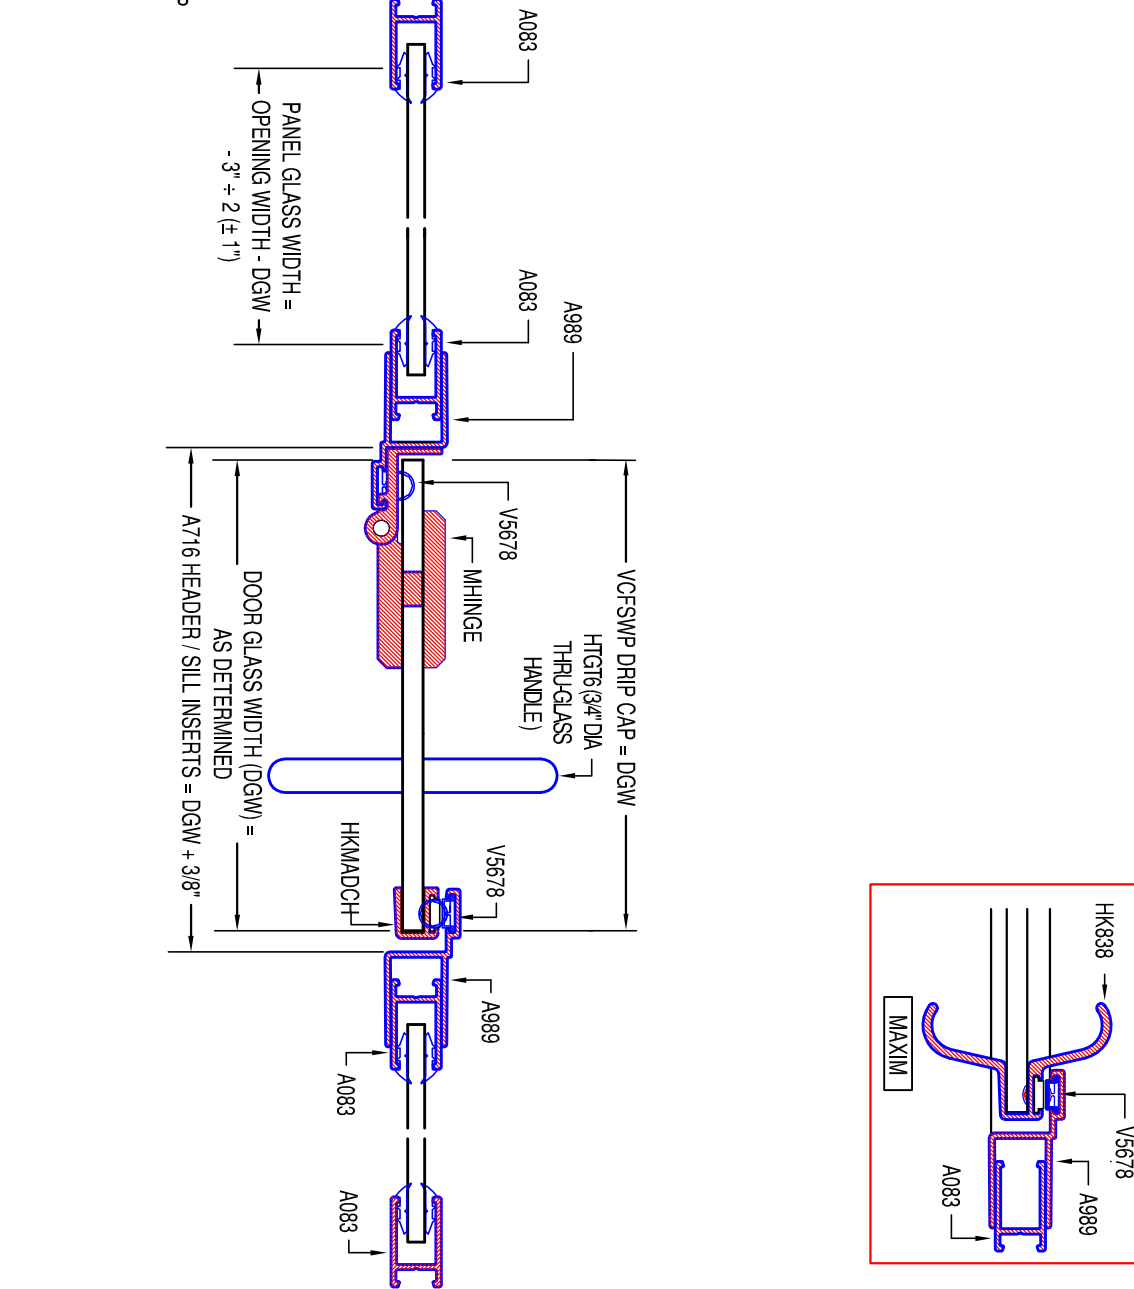 A083
PANEL GLASS WIDTH =
OPENING WIDTH - DGW
- 3" ÷ 2 (± 1")
A083
A989
V5678
MHINGE
VCFSWP DRIP CAP = DGW
HTGT6 (3/4" DIA
THRU-GLASS
HANDLE)
DOOR GLASS WIDTH (DGW) =
AS DETERMINED
A716 HEADER / SILL INSERTS = DGW + 3/8"
HKMADCH
V5678
A989
A083
A083
HK838
MAXIM
V5678
A989
A083